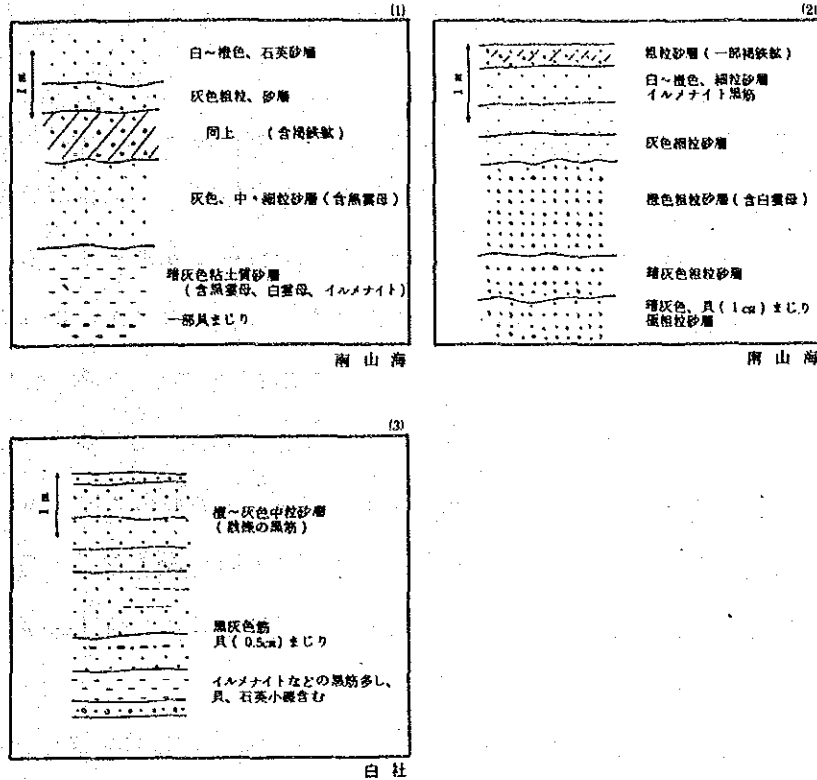 (1)
1 m
白～橙色、石英砂層
灰色粗粒、砂層
同上 （含褐鉄鉱）
灰色、中・細粒砂層（含黒雲母）
暗灰色粘土質砂層
（含黒雲母、白雲母、イルメナイト）
一部貝まじり
南山海
(2)
1 m
粗粒砂層（一部褐鉄鉱）
白～橙色、細粒砂層
イルメナイト黒筋
灰色細粒砂層
橙色粗粒砂層（含白雲母）
暗灰色粗粒砂層
暗灰色、貝（1㎝）まじり
粗粒砂層
南山海
(3)
1 m
橙～灰色中粒砂層
（数条の黒筋）
黒灰色筋
貝（0.5㎝）まじり
イルメナイトなどの黒筋多し、
貝、石英小礫含む
白社